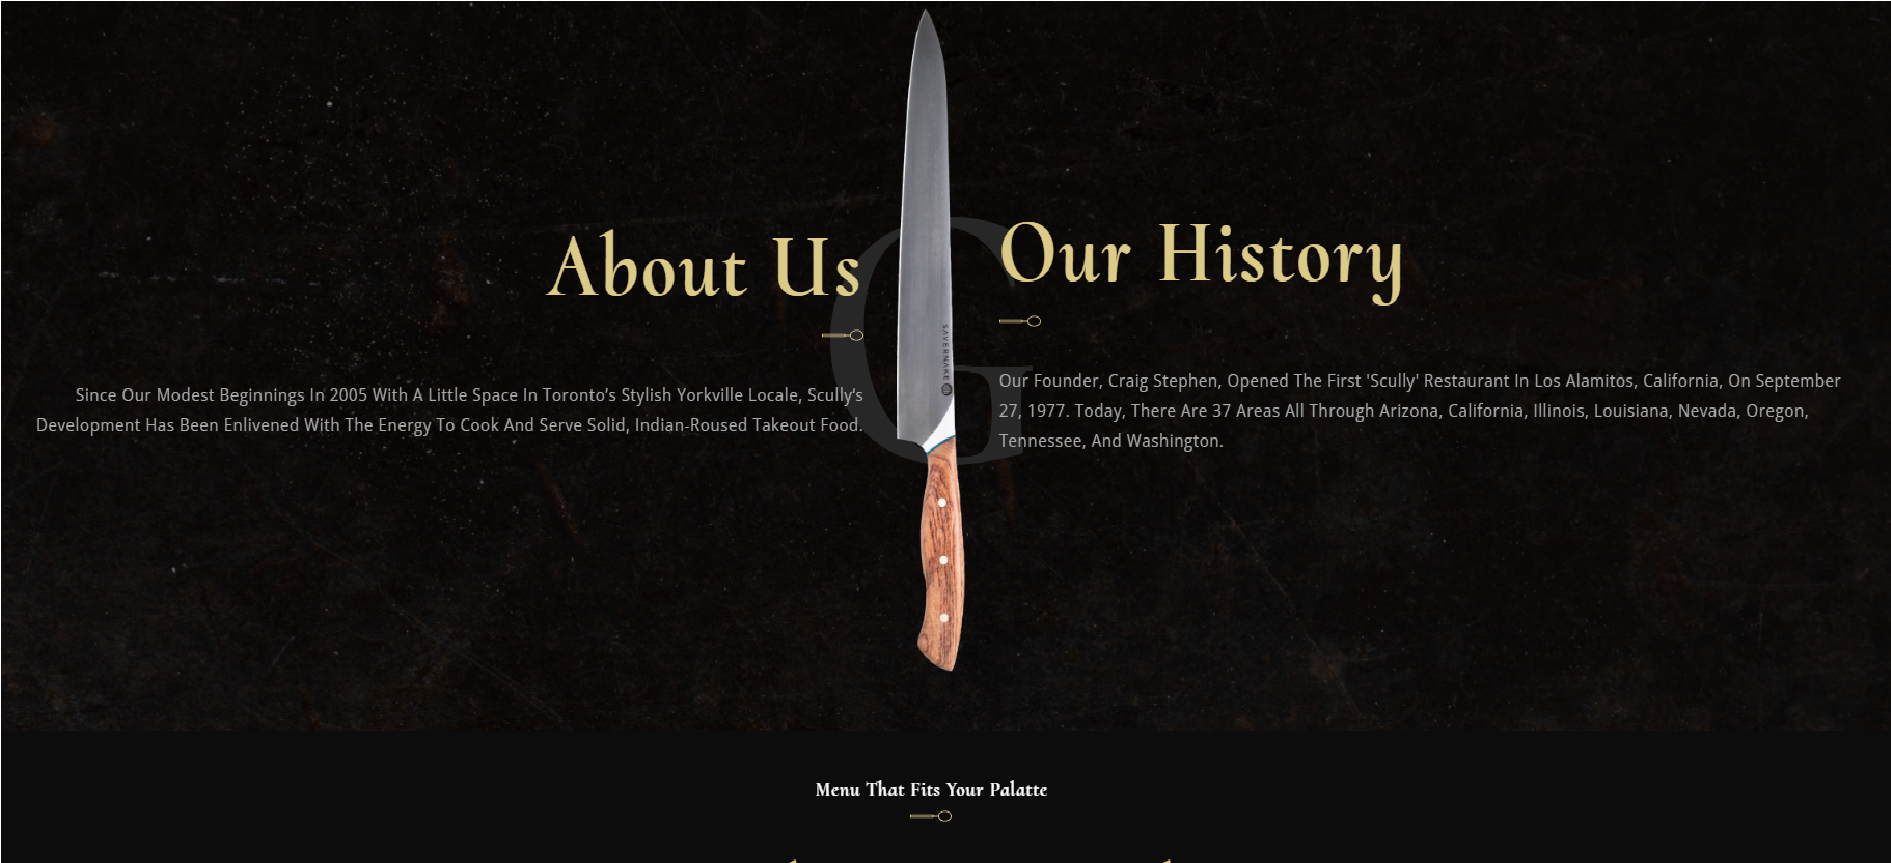 About Us
Since Our Modest Beginnings In 2005 With A Little Space In Toronto’s Stylish Yorkville Locale, Scully’s
Development Has Been Enlivened With The Energy To Cook And Serve Solid, Indian-Roused Takeout Food.
G
SAVERNAKE
Our History
Our Founder, Craig Stephen, Opened The First 'Scully' Restaurant In Los Alamitos, California, On September
27, 1977. Today, There Are 37 Areas All Through Arizona, California, Illinois, Louisiana, Nevada, Oregon,
Tennessee, And Washington.
Menu That Fits Your Palatte